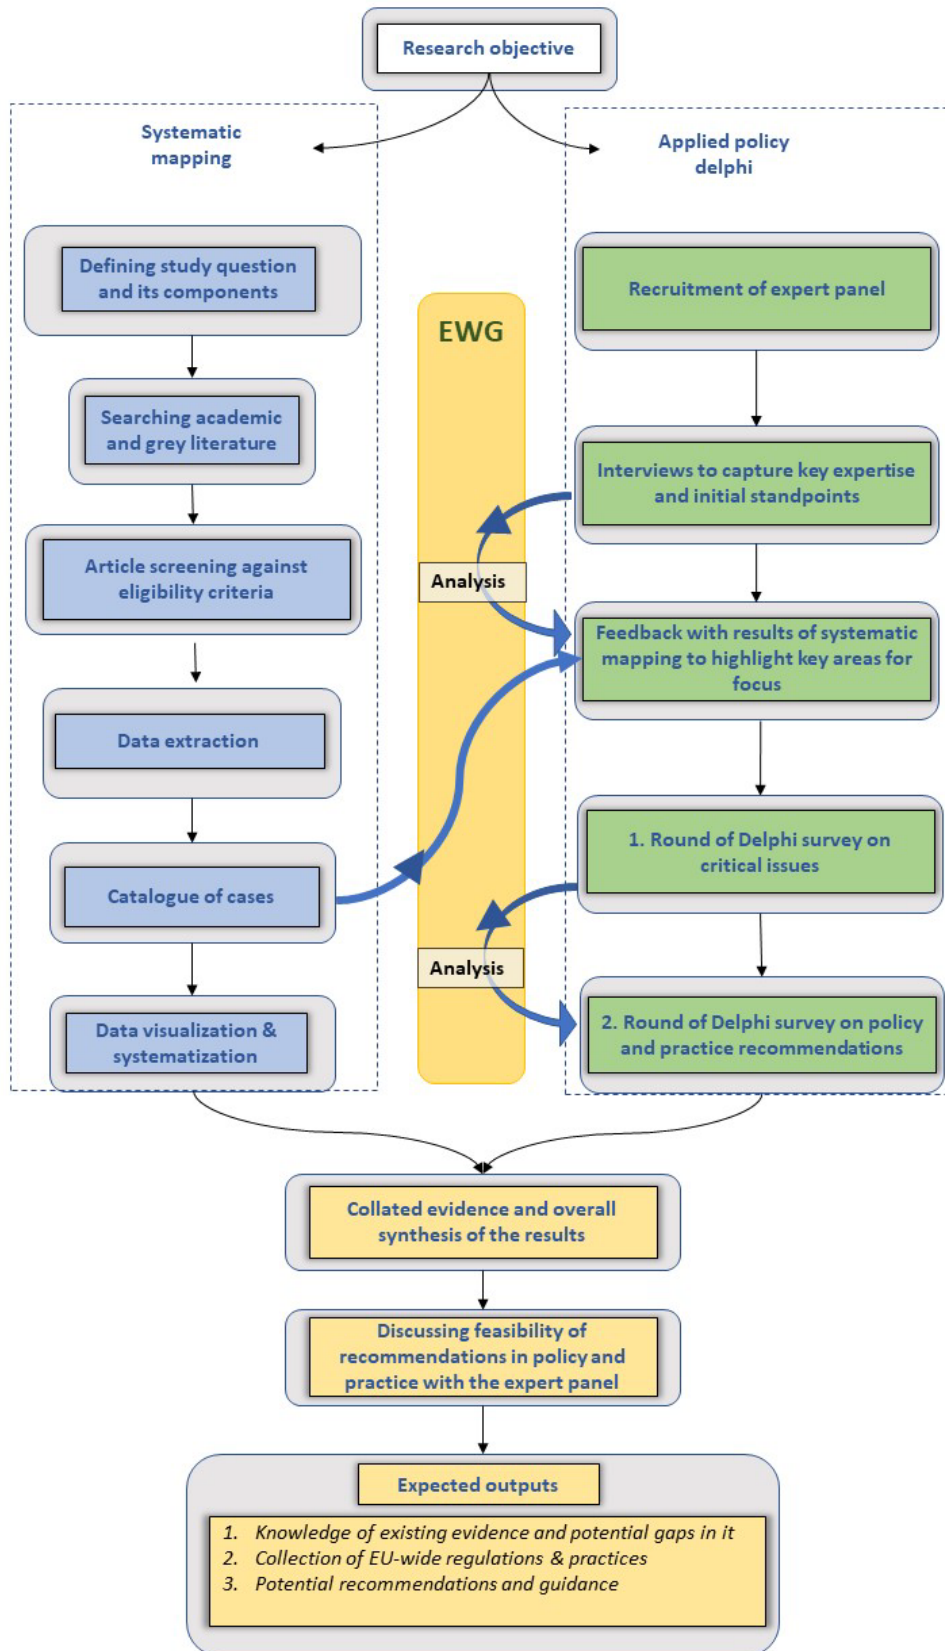 Research objective
Systematic
mapping
Applied policy
delphi
Defining study question
and its components
Searching academic
and grey literature
Article screening against
eligibility criteria
Data extraction
Catalogue of cases
Data visualization &
systematization
EWG
Analysis
Analysis
Recruitment of expert panel
Interviews to capture key expertise
and initial standpoints
Feedback with results of systematic
mapping to highlight key areas for
focus
1. Round of Delphi survey on
critical issues
2. Round of Delphi survey on policy
and practice recommendations
Collated evidence and overall
synthesis of the results
Discussing feasibility of
recommendations in policy and
practice with the expert panel
Expected outputs
1. Knowledge of existing evidence and potential gaps in it
2. Collection of EU-wide regulations & practices
3. Potential recommendations and guidance